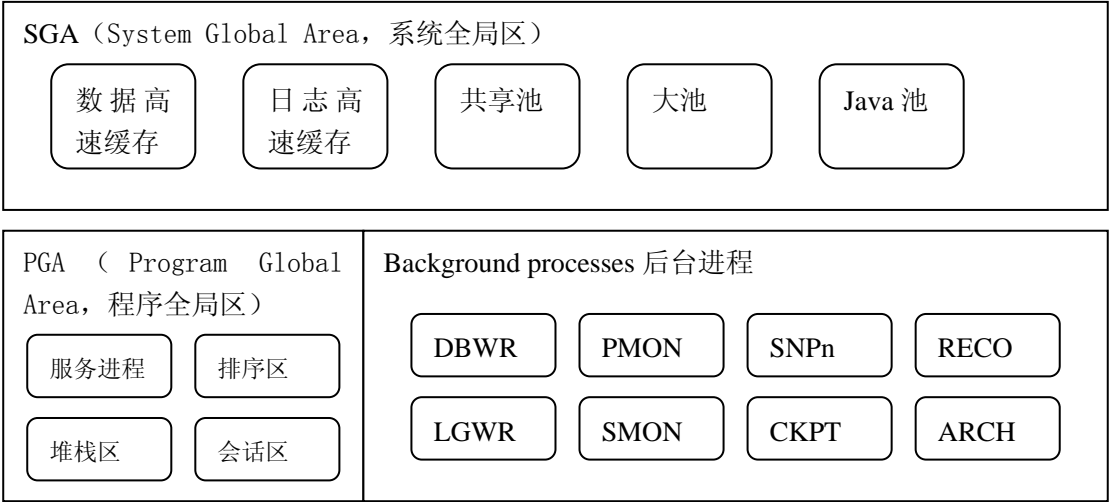 SGA（System Global Area，系统全局区）
数据高
速缓存
日志高
速缓存
共享池
大池
Java 池
PGA （ Program Global
Area，程序全局区）
服务进程
排序区
堆栈区
会话区
Background processes 后台进程
DBWR
PMON
SNPn
RECO
LGWR
SMON
CKPT
ARCH